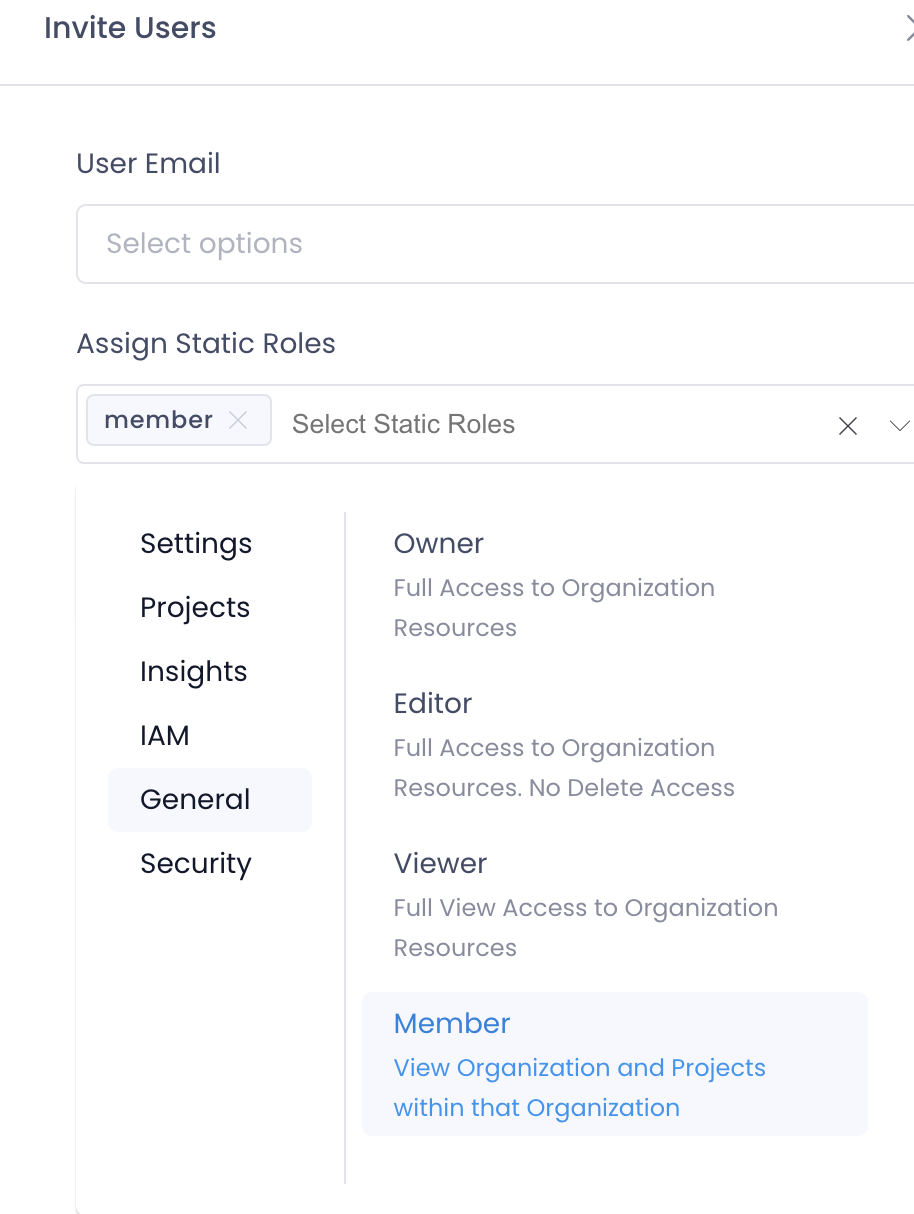 Invite Users
User Email
Select options
Assign Static Roles
member
Select Static Roles
Settings
Projects
Insights
IAM
General
Security
Owner
Full Access to Organization
Resources
Editor
Full Access to Organization
Resources. No Delete Access
Viewer
Full View Access to Organization
Resources
Member
View Organization and Projects
within that Organization